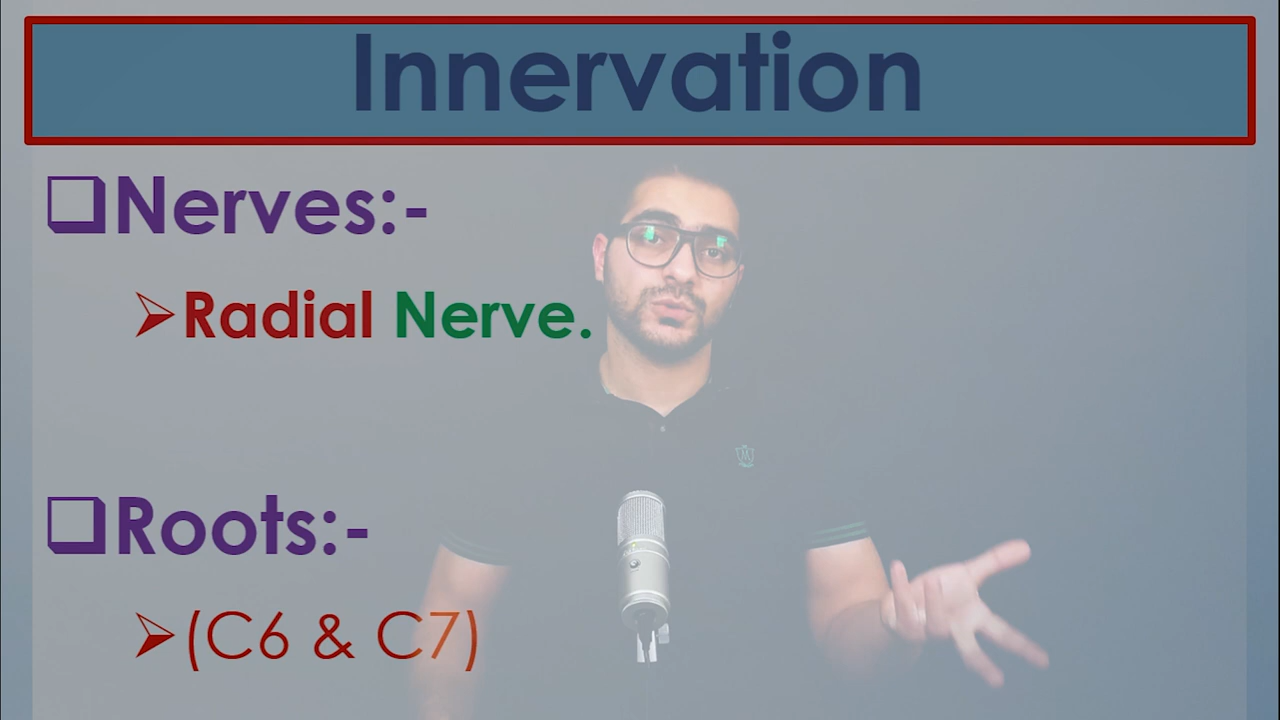 Innervation
❑Nerves:-
➢Radial Nerve.
❑Roots:-
➢(C6 & C7)